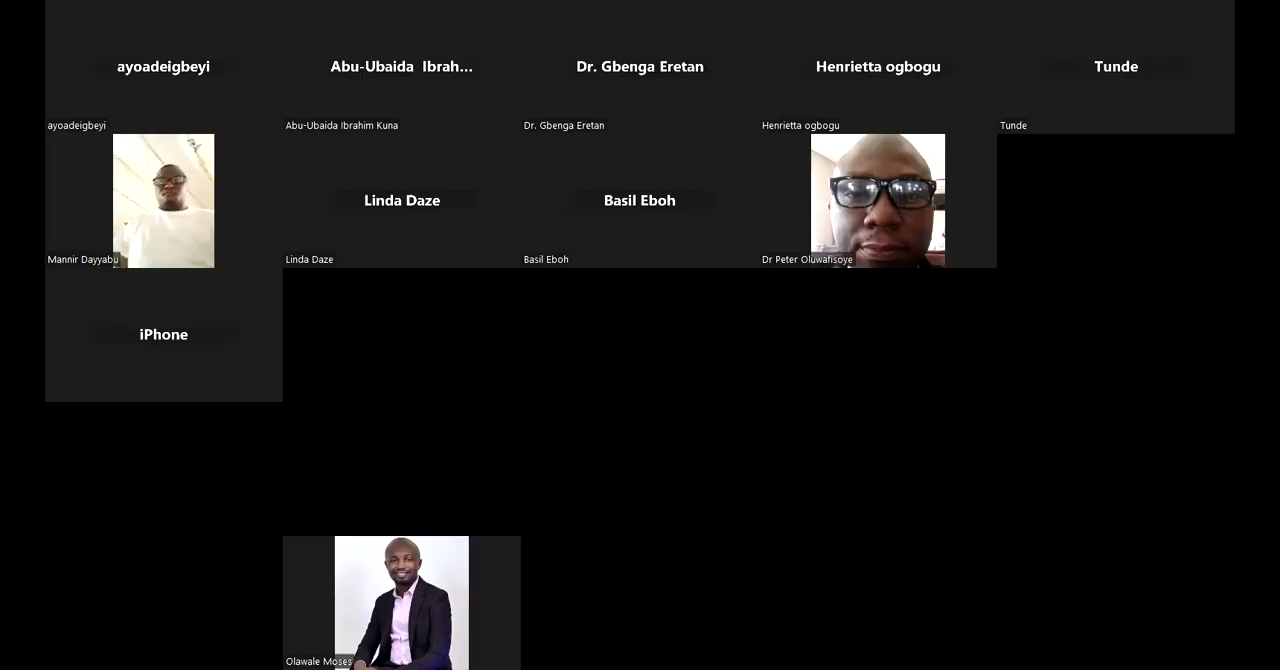 ayoadeigbeyi
Abu-Ubaida Ibrah...
Dr. Gbenga Eretan
Henrietta ogbogu
Tunde
ayoadeigbeyi
Abu-Ubaida Ibrahim Kuna
Dr. Gbenga Eretan
Henrietta ogbogu
Tunde
Linda Daze
Basil Eboh
Mannir Dayyabu
Linda Daze
Basil Eboh
Dr Peter Oluwafisoye
iPhone
Olawale Moses